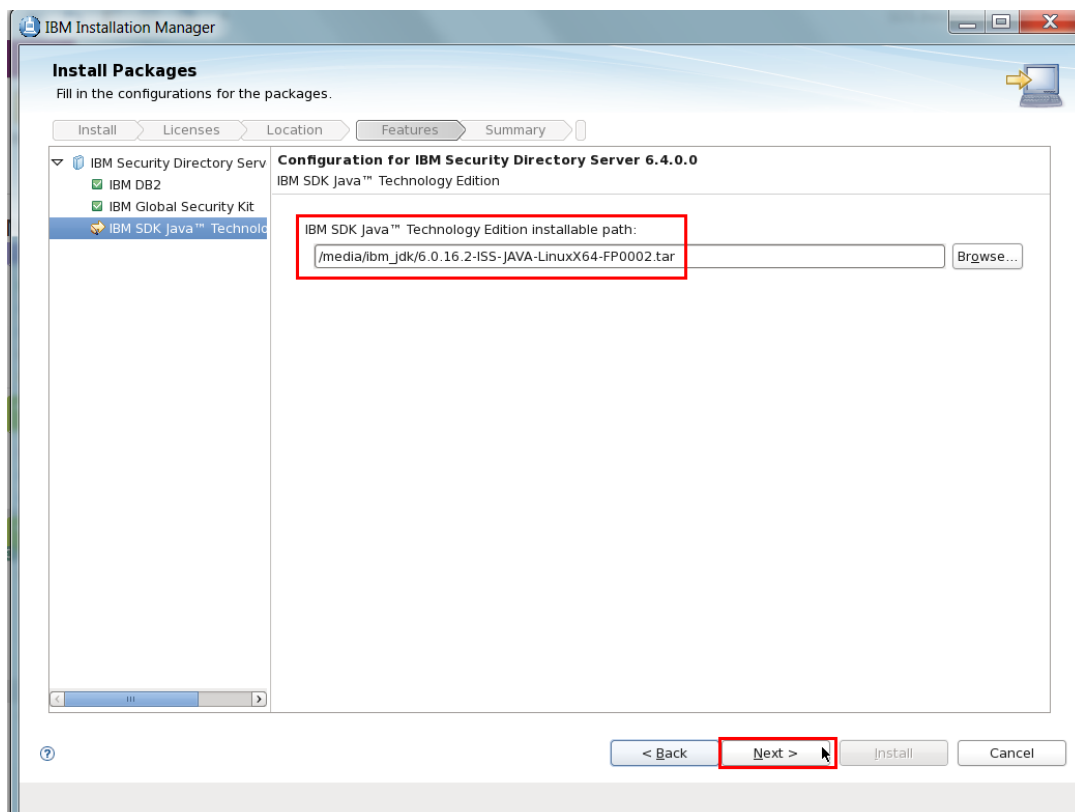 IBM Installation Manager
Install Packages
Fill in the configurations for the packages.
Install Licenses Location Features Summary
IBM Security Directory Serv
IBM DB2
IBM Global Security Kit
IBM SDK Java™ Technolo
Configuration for IBM Security Directory Server 6.4.0.0
IBM SDK Java™ Technology Edition
IBM SDK Java™ Technology Edition installable path:
/media/ibm_jdk/6.0.16.2-ISS-JAVA-LinuxX64-FP0002.tar
Browse...
?
< Back Next > Install Cancel